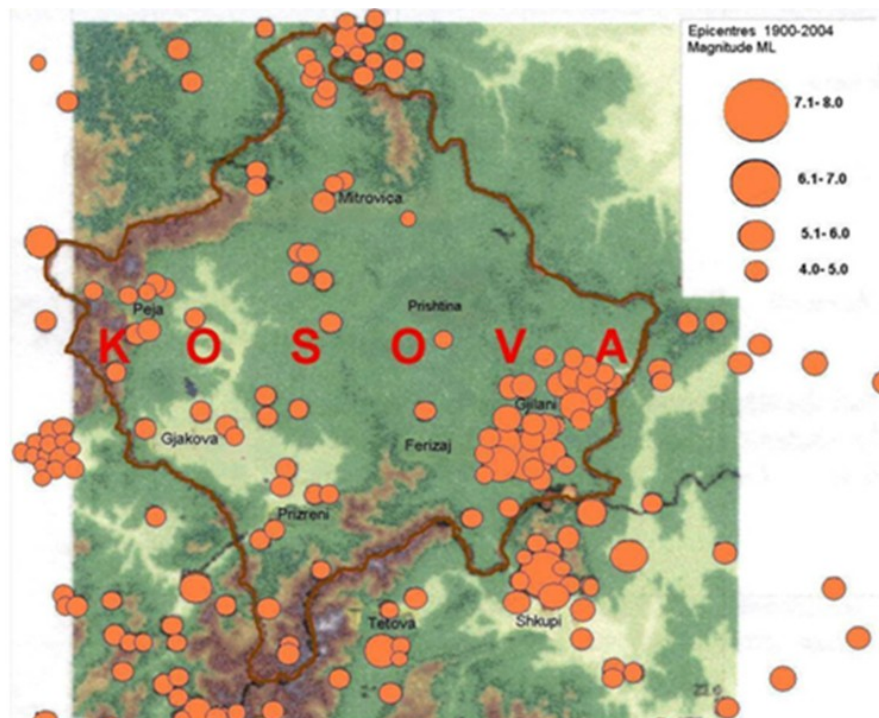 Epicentres 1900-2004
Magnitude ML
7.1- 8.0
6.1- 7.0
5.1- 6.0
4.0- 5.0
Mitrovica
Peja
Prishtina
K O S O V A
Gjilani
Gjakova
Ferizaj
Prizreni
Tetova
Shkupi